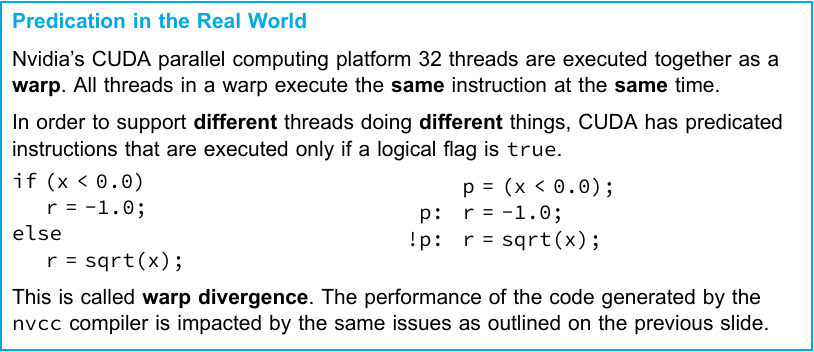 Predication in the Real World
Nvidia's CUDA parallel computing platform 32 threads are executed together as a
warp. All threads in a warp execute the same instruction at the same time.
In order to support different threads doing different things, CUDA has predicated
instructions that are executed only if a logical flag is true.
if (x < 0.0)
r = -1.0;
else
r = sqrt(x);
p = (x < 0.0);
p: r = -1.0;
!p: r = sqrt(x);
This is called warp divergence. The performance of the code generated by the
nvcc compiler is impacted by the same issues as outlined on the previous slide.